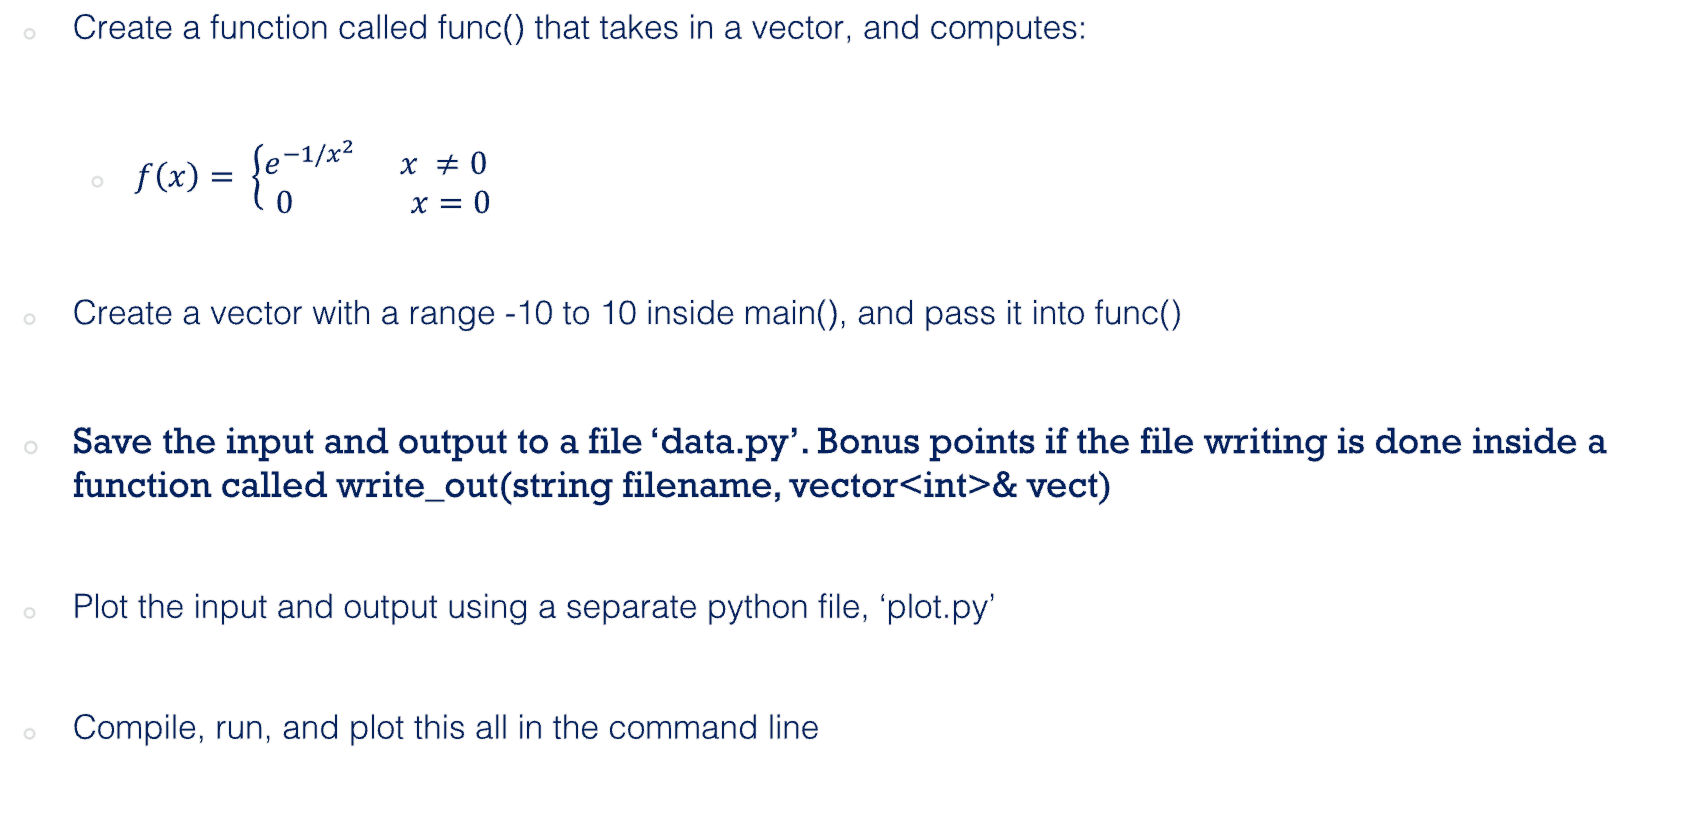 Create a function called func() that takes in a vector, and computes:
f(x) = {e^{-1/x^2} x ≠ 0
0 x = 0
Create a vector with a range -10 to 10 inside main(), and pass it into func()
Save the input and output to a file ‘data.py’. Bonus points if the file writing is done inside a
function called write_out(string filename, vector<int>& vect)
Plot the input and output using a separate python file, ‘plot.py’
Compile, run, and plot this all in the command line